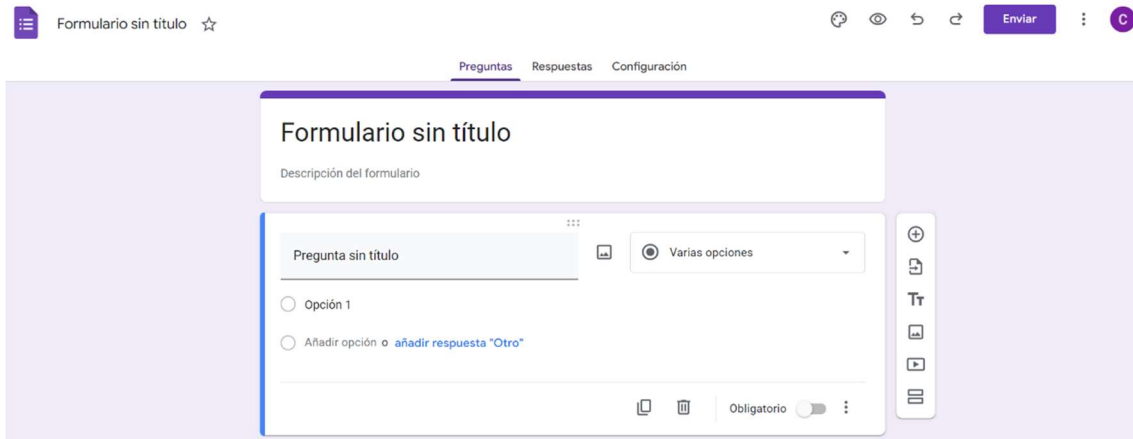 Formulario sin título
Enviar
C
Preguntas Respuestas Configuración
Formulario sin título
Descripción del formulario
Pregunta sin título
Varias opciones
Opción 1
Añadir opción o añadir respuesta "Otro"
Tт
Obligatorio